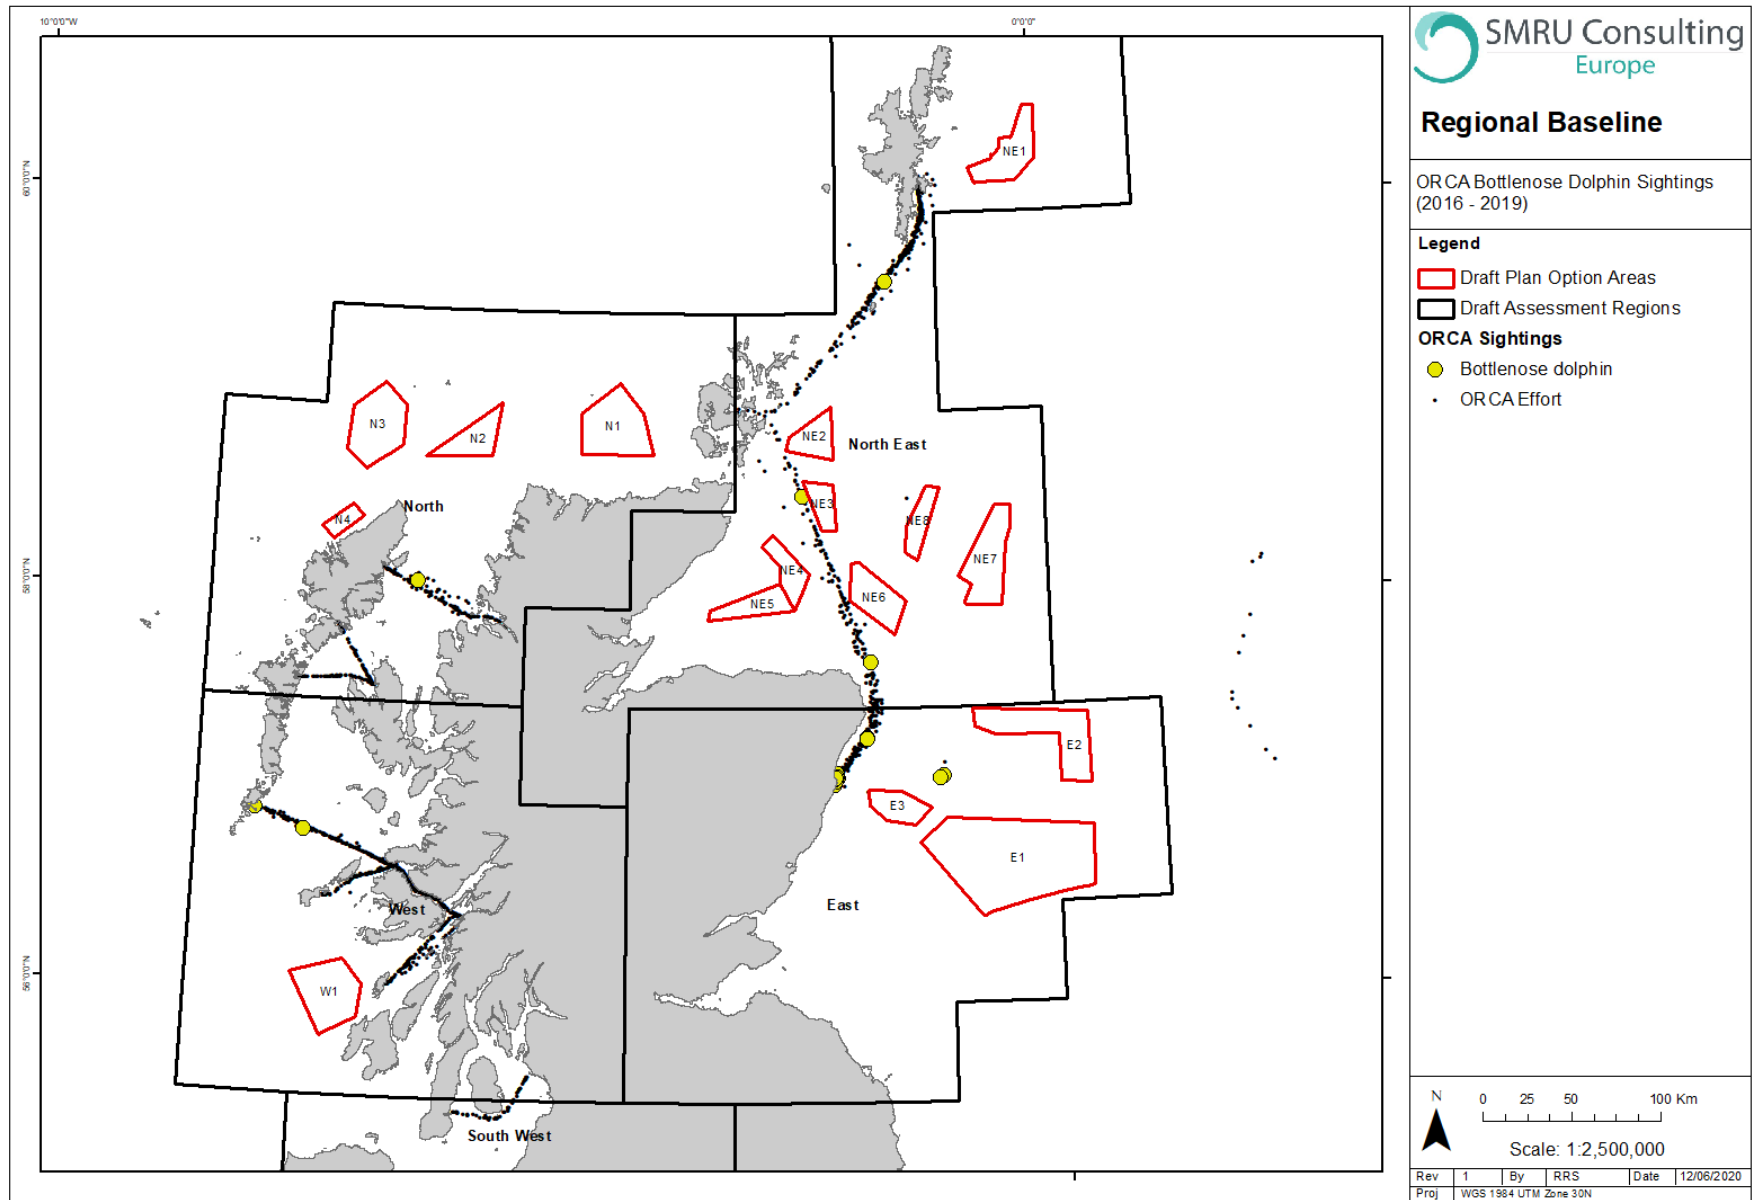 10°0'0"W
0°0'0"
60°0'0"N
58°0'0"N
56°0'0"N
NE1
N3
N2
N1
NE2
North East
North
N4
NE3
NE8
NE7
NE4
NE5
NE6
E2
E3
E1
West
East
W1
South West
SMRU Consulting
Europe
Regional Baseline
ORCA Bottlenose Dolphin Sightings
(2016 - 2019)
Legend
Draft Plan Option Areas
Draft Assessment Regions
ORCA Sightings
Bottlenose dolphin
ORCA Effort
N
0 25 50 100 Km
Scale: 1:2,500,000
Rev 1 By RRS Date 12/06/2020
Proj WGS 1984 UTM Zone 30N